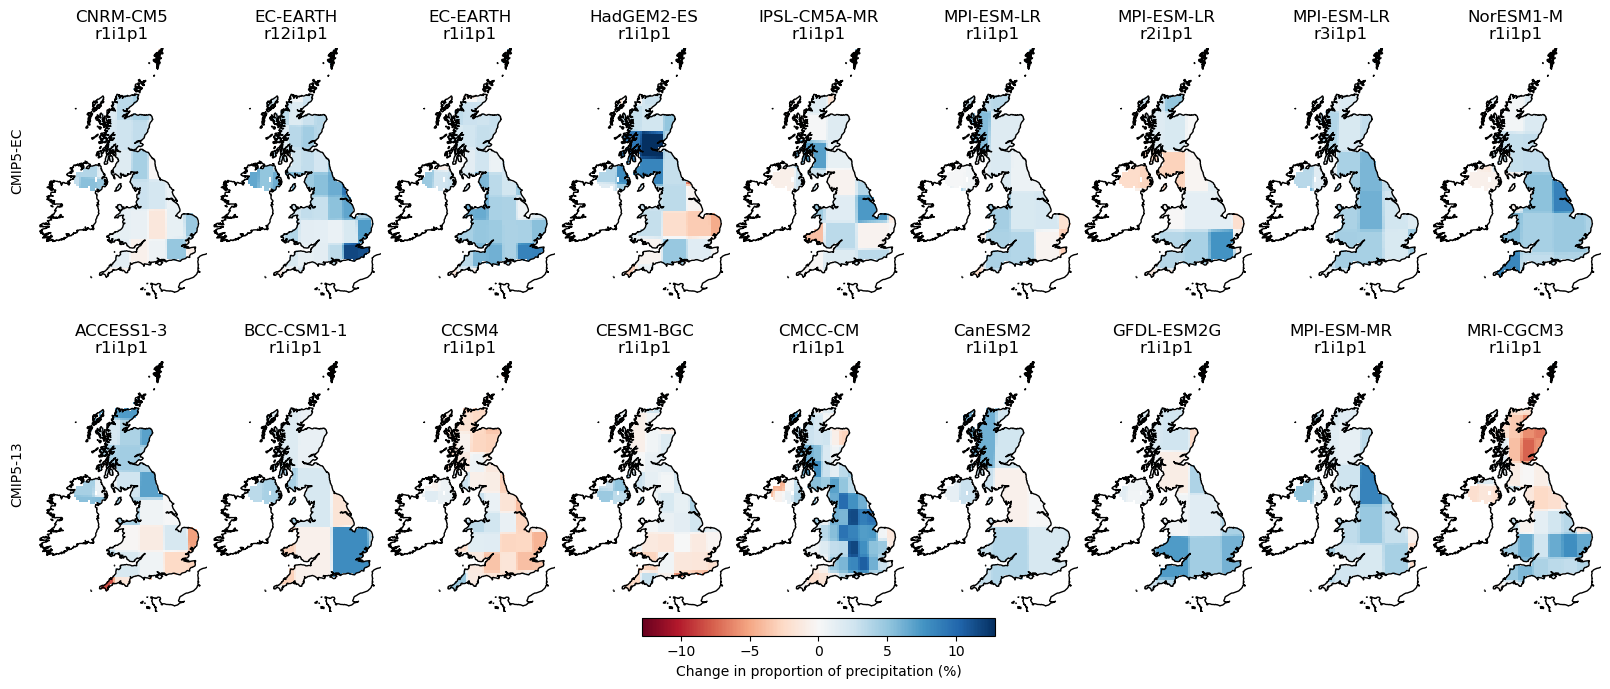 CNRM-CM5 EC-EARTH EC-EARTH HadGEM2-ES IPSL-CM5A-MR MPI-ESM-LR MPI-ESM-LR MPI-ESM-LR NorESM1-M
r1i1p1 r12i1p1 r1i1p1 r1i1p1 r1i1p1 r1i1p1 r2i1p1 r3i1p1 r1i1p1
CMIP5-EC
ACCESS1-3 BCC-CSM1-1 CCSM4 CESM1-BGC CMCC-CM CanESM2 GFDL-ESM2G MPI-ESM-MR MRI-CGCM3
r1i1p1 r1i1p1 r1i1p1 r1i1p1 r1i1p1 r1i1p1 r1i1p1 r1i1p1 r1i1p1
CMIP5-13
−10 −5 0 5 10
Change in proportion of precipitation (%)